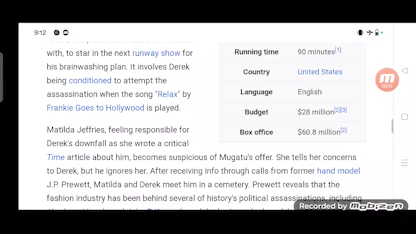 9:12
with, to star in the next runway show for
his brainwashing plan. It involves Derek
being conditioned to attempt the
assassination when the song "Relax" by
Frankie Goes to Hollywood is played.
Matilda Jeffries, feeling responsible for
Derek's downfall as she wrote a critical
Time article about him, becomes suspicious of Mugatu's offer. She tells her concerns
to Derek, but he ignores her. After receiving info through calls from former hand model
J.P. Prewett, Matilda and Derek meet him in a cemetery. Prewett reveals that the
fashion industry has been behind several of history's political assassinations, including
Running time 90 minutes[1]
Country United States
Language English
Budget $28 million[2][3]
Box office $60.8 million[2]
Recorded by mobizen